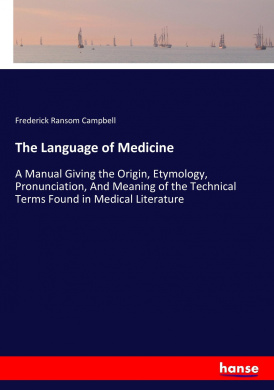 Frederick Ransom Campbell
The Language of Medicine
A Manual Giving the Origin, Etymology,
Pronunciation, And Meaning of the Technical
Terms Found in Medical Literature
hanse